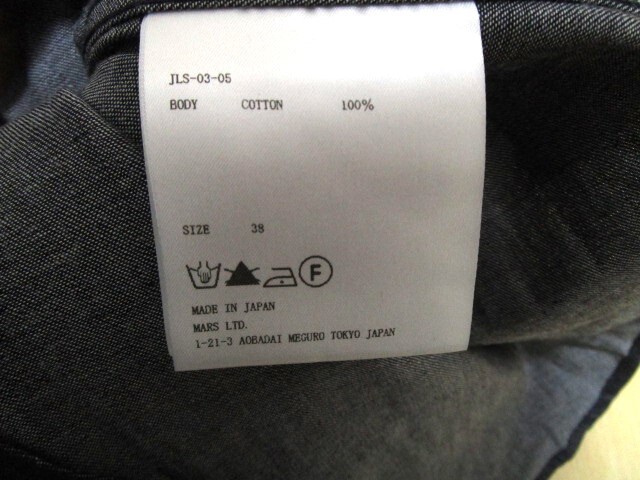 JLS-03-05
BODY COTTON 100%
SIZE 38
F
MADE IN JAPAN
MARS LTD.
1-21-3 AOBADAI MEGURO TOKYO JAPAN